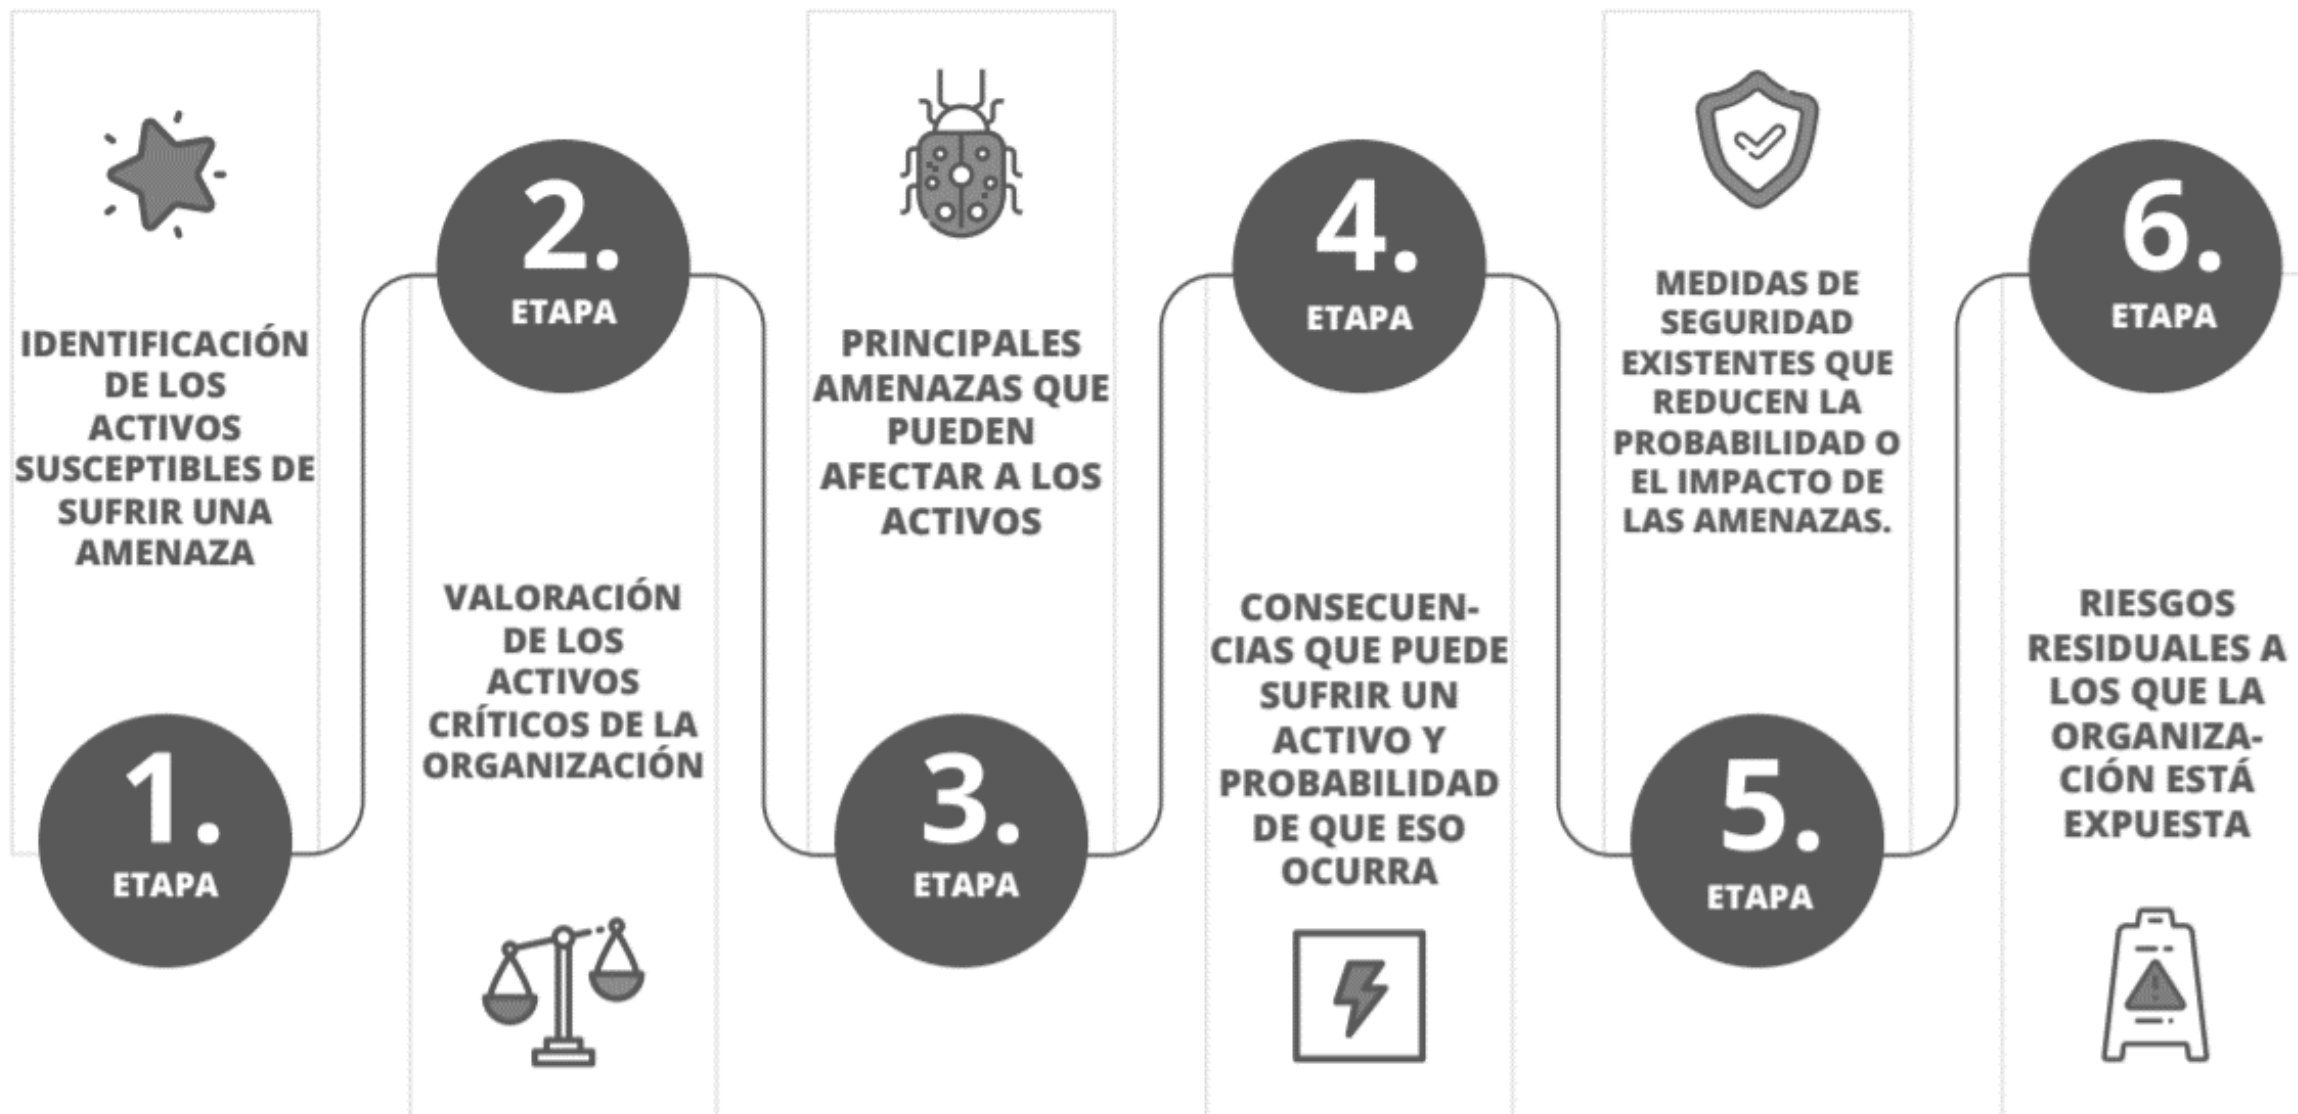 1.
ETAPA
IDENTIFICACIÓN
DE LOS
ACTIVOS
SUSCEPTIBLES DE
SUFRIR UNA
AMENAZA
2.
ETAPA
VALORACIÓN
DE LOS
ACTIVOS
CRÍTICOS DE LA
ORGANIZACIÓN
3.
ETAPA
PRINCIPALES
AMENAZAS QUE
PUEDEN
AFECTAR A LOS
ACTIVOS
4.
ETAPA
CONSECUEN-
CIAS QUE PUEDE
SUFRIR UN
ACTIVO Y
PROBABILIDAD
DE QUE ESO
OCURRA
5.
ETAPA
MEDIDAS DE
SEGURIDAD
EXISTENTES QUE
REDUCEN LA
PROBABILIDAD O
EL IMPACTO DE
LAS AMENAZAS.
6.
ETAPA
RIESGOS
RESIDUALES A
LOS QUE LA
ORGANIZA-
CIÓN ESTÁ
EXPUESTA